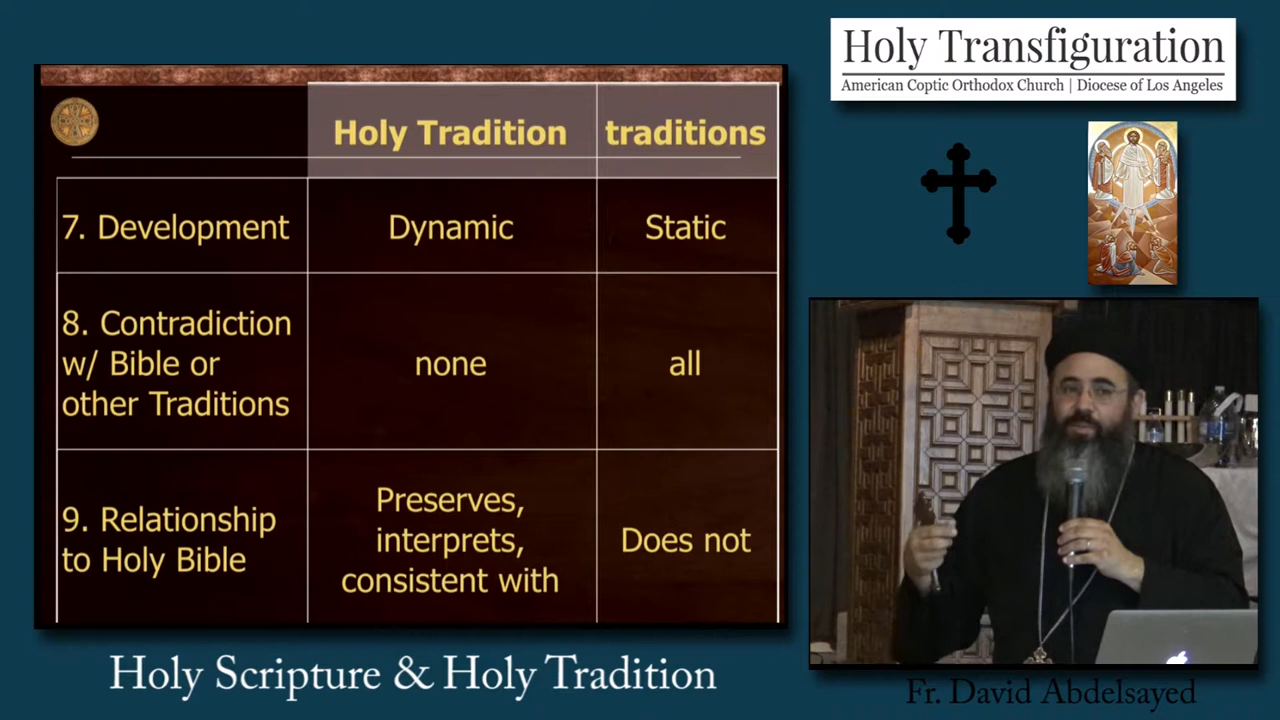 Holy Transfiguration
American Coptic Orthodox Church | Diocese of Los Angeles
Holy Tradition
traditions
7. Development
Dynamic
Static
8. Contradiction
w/ Bible or
other Traditions
none
all
9. Relationship
to Holy Bible
Preserves,
interprets,
consistent with
Does not
Holy Scripture & Holy Tradition
Fr. David Abdelsayed